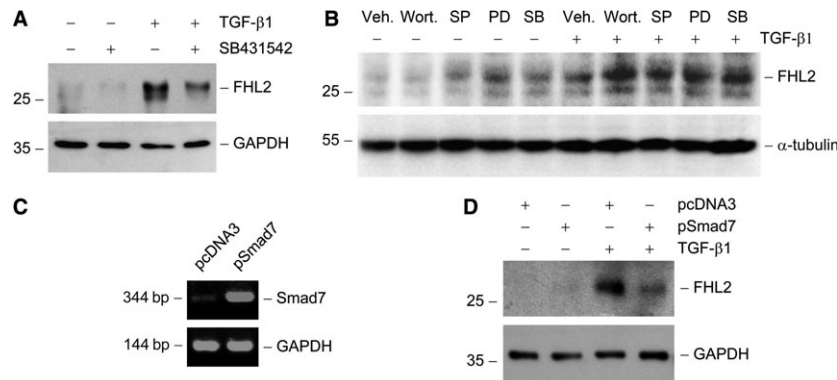 A
TGF-β1 – – + +
SB431542 – + – +
25 –
– FHL2
35 –
– GAPDH
B
Veh. Wort. SP PD SB Veh. Wort. SP PD SB
– – – – – + + + + + TGF-β1
25 –
– FHL2
55 –
– α-tubulin
C
pcDNA3 pSmad7
344 bp – – Smad7
144 bp – – GAPDH
D
+ – + – pcDNA3
– + – + pSmad7
– – + + TGF-β1
25 –
– FHL2
35 –
– GAPDH